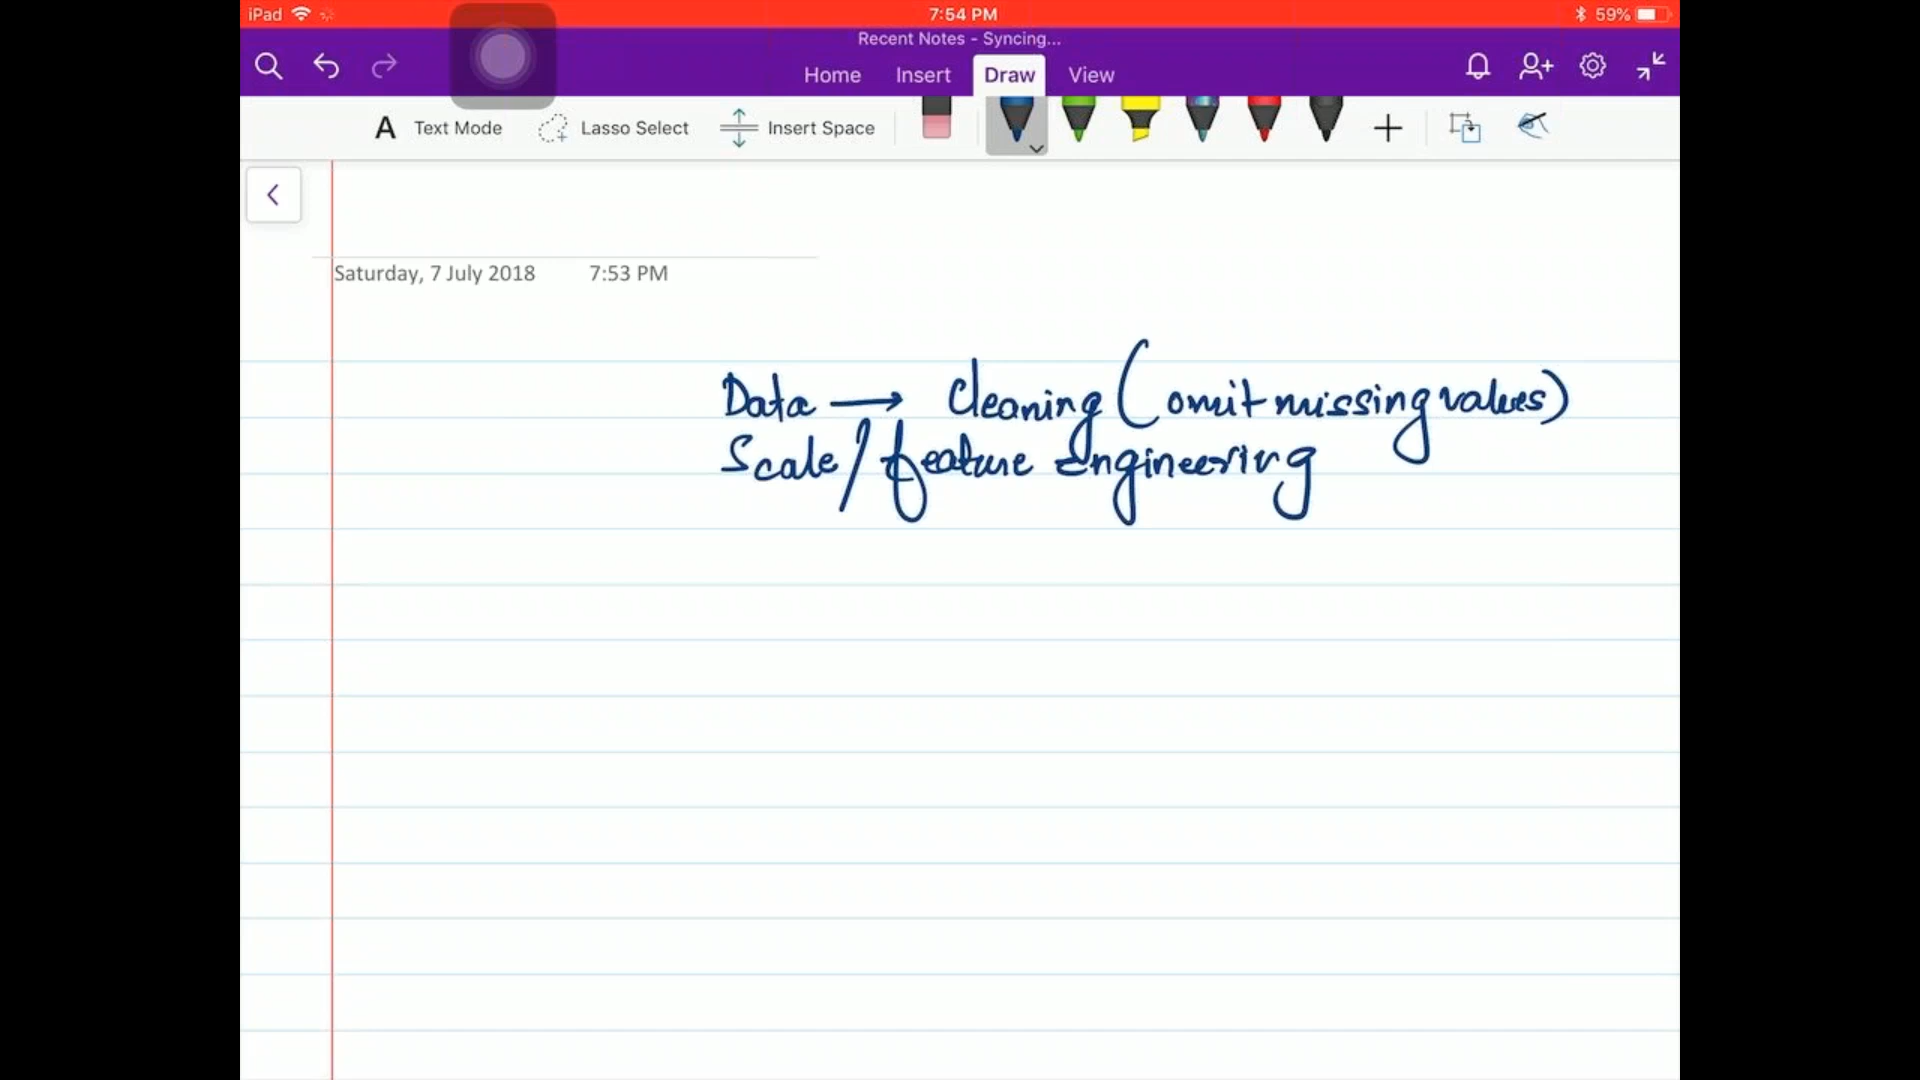 iPad 7:54 PM 59%
Recent Notes - Syncing...
Home Insert Draw View
A Text Mode Lasso Select Insert Space
Saturday, 7 July 2018 7:53 PM
Data → Cleaning (omit missing values)
Scale/feature Engineering